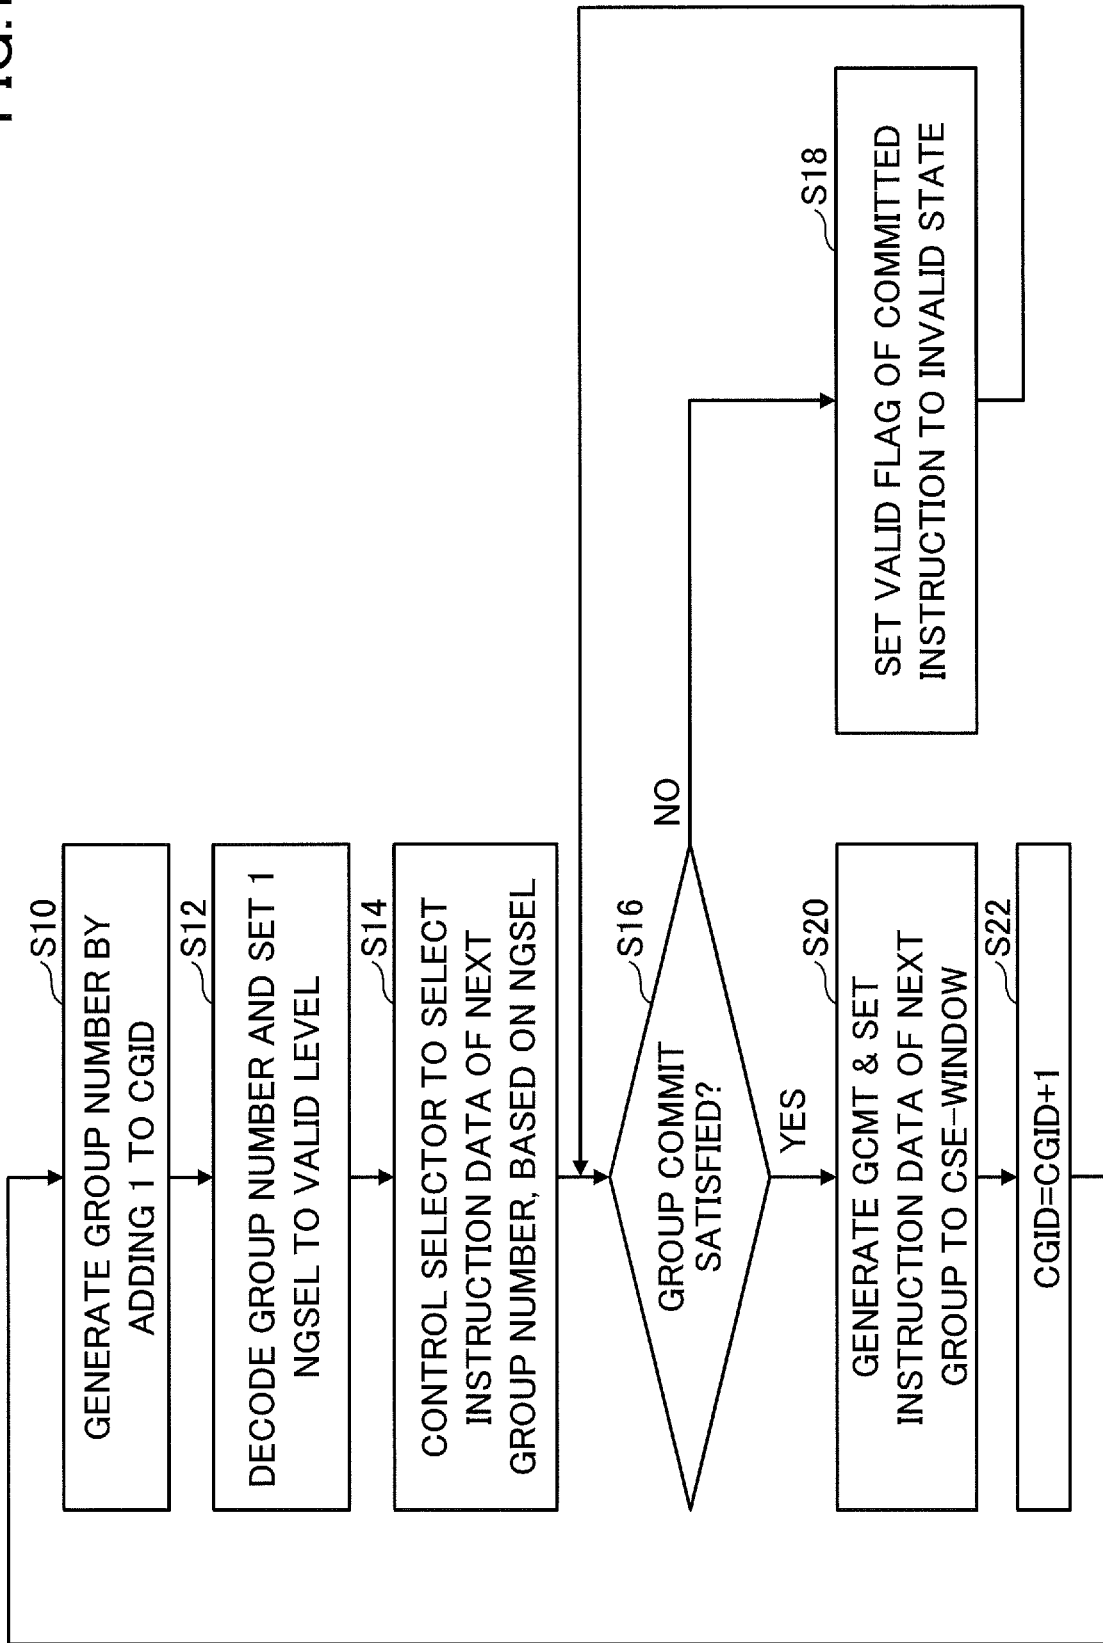 FIG.
S10
GENERATE GROUP NUMBER BY
ADDING 1 TO CGID
S12
DECODE GROUP NUMBER AND SET 1
NGSEL TO VALID LEVEL
S14
CONTROL SELECTOR TO SELECT
INSTRUCTION DATA OF NEXT
GROUP NUMBER, BASED ON NGSEL
S16
GROUP COMMIT
SATISFIED?
NO
YES
S18
SET VALID FLAG OF COMMITTED
INSTRUCTION TO INVALID STATE
S20
GENERATE GCMT & SET
INSTRUCTION DATA OF NEXT
GROUP TO CSE-WINDOW
S22
CGID=CGID+1